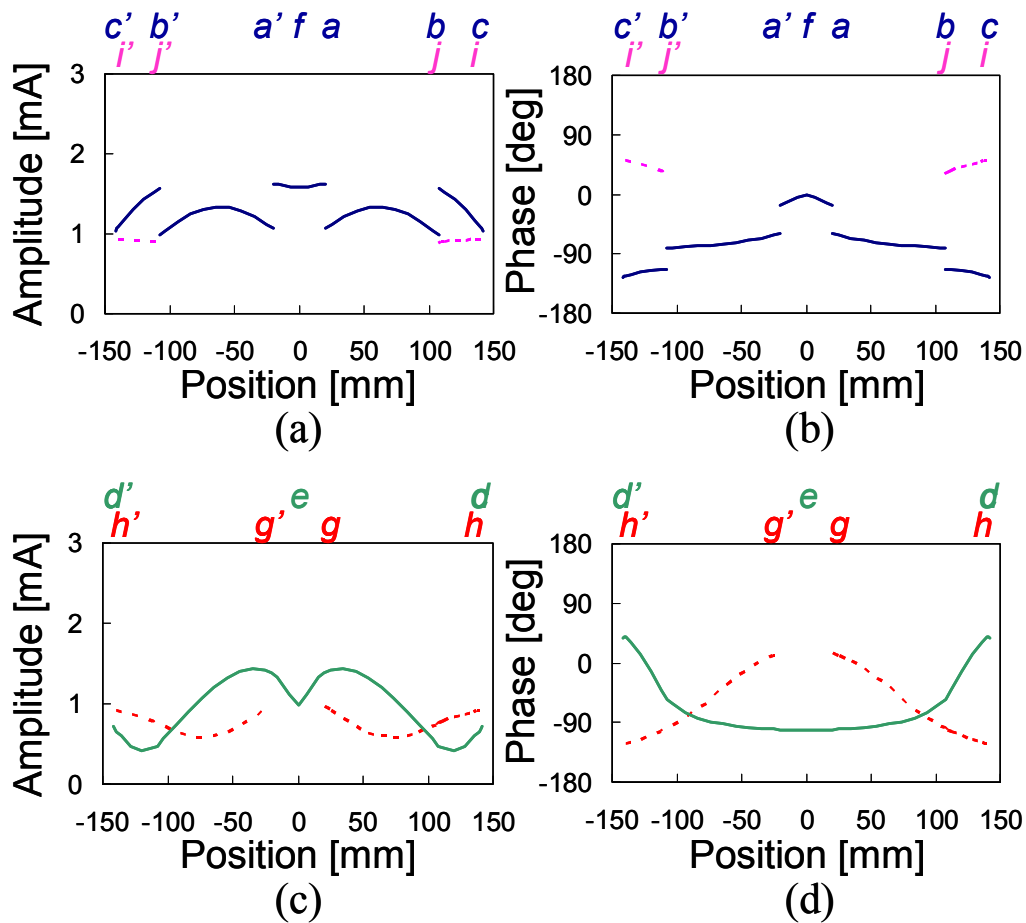 c’ b’ a’ f a b c
i’ j’ j i
Amplitude [mA]
3
2
1
0
-150 -100 -50 0 50 100 150
Position [mm]
(a)
c’ b’ a’ f a b c
i’ j’ j i
Phase [deg]
180
90
0
-90
-180
-150 -100 -50 0 50 100 150
Position [mm]
(b)
d’ e d
h’ g’ g h
Amplitude [mA]
3
2
1
0
-150 -100 -50 0 50 100 150
Position [mm]
(c)
d’ e d
h’ g’ g h
Phase [deg]
180
90
0
-90
-180
-150 -100 -50 0 50 100 150
Position [mm]
(d)